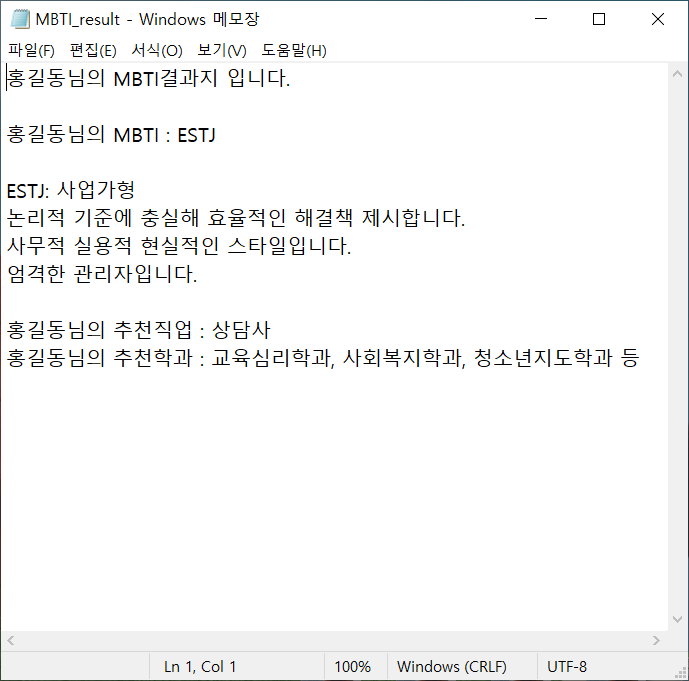 MBTI_result - Windows 메모장
파일(F) 편집(E) 서식(O) 보기(V) 도움말(H)
홍길동님의 MBTI결과지 입니다.
홍길동님의 MBTI : ESTJ
ESTJ: 사업가형
논리적 기준에 충실해 효율적인 해결책 제시합니다.
사무적 실용적 현실적인 스타일입니다.
엄격한 관리자입니다.
홍길동님의 추천직업 : 상담사
홍길동님의 추천학과 : 교육심리학과, 사회복지학과, 청소년지도학과 등
Ln 1, Col 1 100% Windows (CRLF) UTF-8